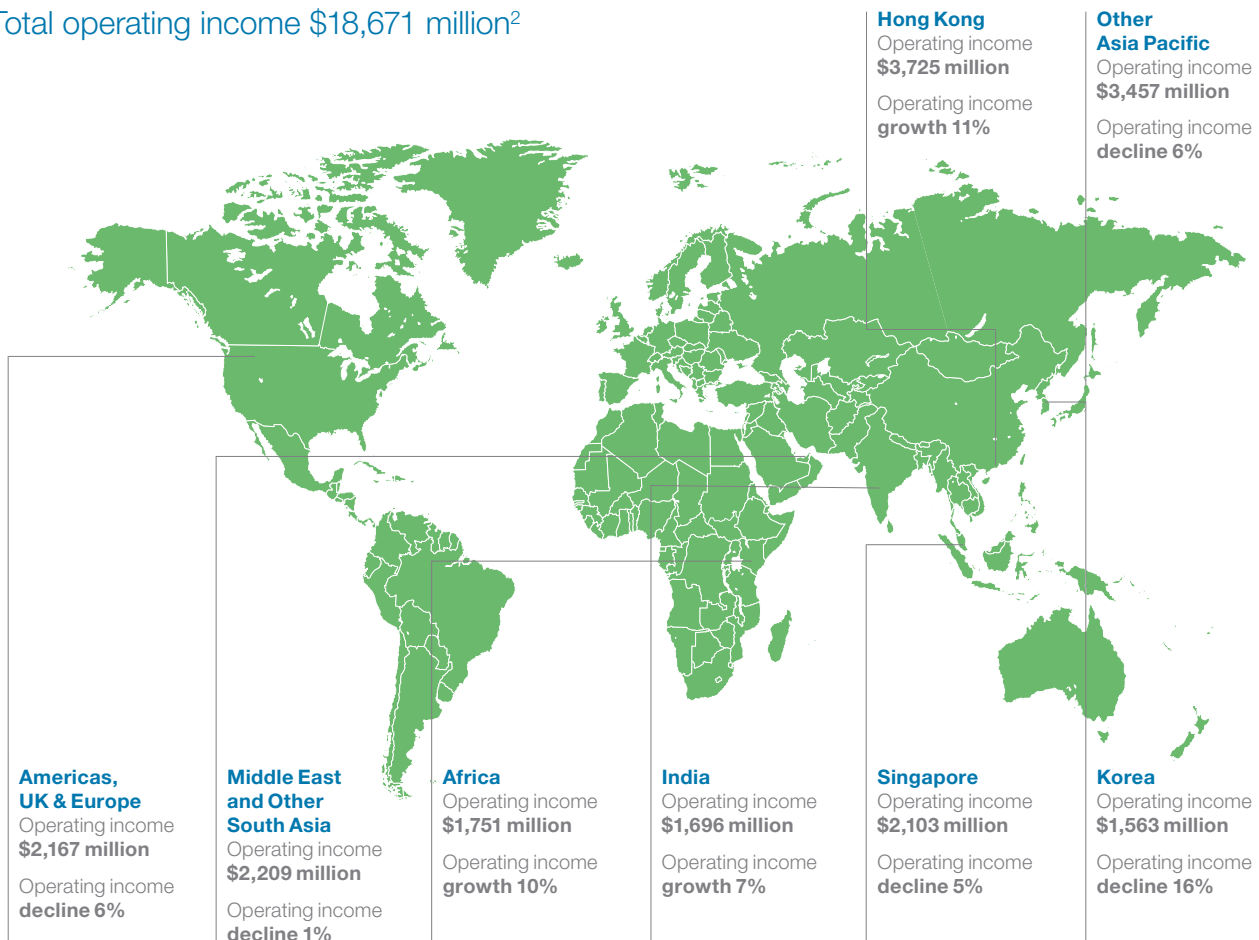 Total operating income $18,671 million2
Hong Kong
Operating income
$3,725 million
Operating income
growth 11%
Other
Asia Pacific
Operating income
$3,457 million
Operating income
decline 6%
Americas,
UK & Europe
Operating income
$2,167 million
Operating income
decline 6%
Middle East
and Other
South Asia
Operating income
$2,209 million
Operating income
decline 1%
Africa
Operating income
$1,751 million
Operating income
growth 10%
India
Operating income
$1,696 million
Operating income
growth 7%
Singapore
Operating income
$2,103 million
Operating income
decline 5%
Korea
Operating income
$1,563 million
Operating income
decline 16%